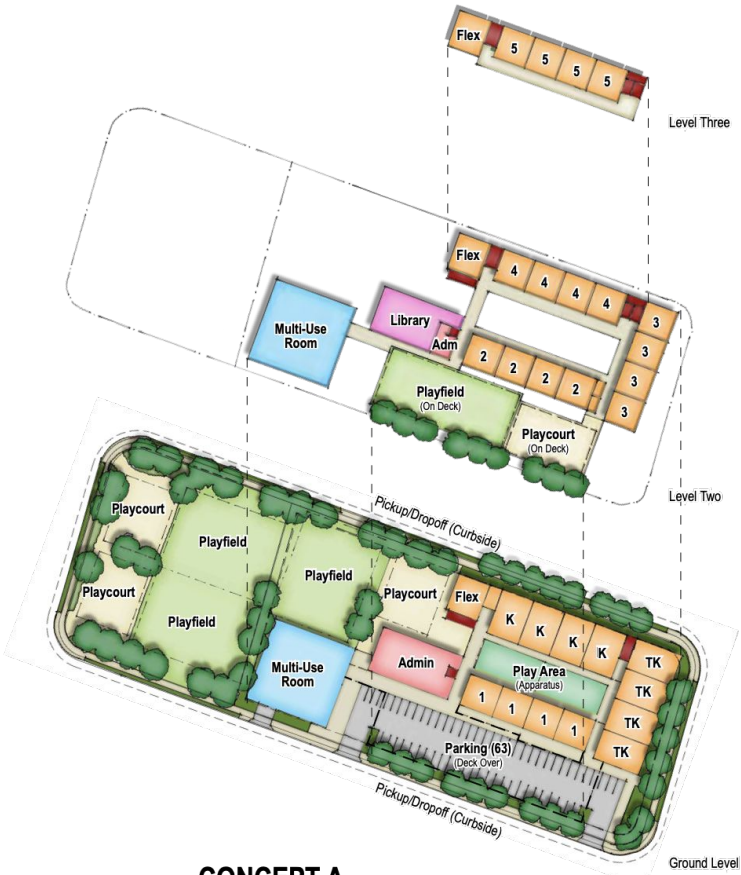 Flex
5
5
5
5
Level Three
Flex
4
4
4
4
3
3
3
3
Library
Adm
Multi-Use
Room
2
2
2
2
Playfield
(On Deck)
Playcourt
(On Deck)
Level Two
Pickup/Dropoff (Curbside)
Playcourt
Playfield
Playfield
Playcourt
Playcourt
Playfield
Flex
K
K
K
K
TK
TK
TK
TK
Multi-Use
Room
Admin
Play Area
(Apparatus)
1
1
1
1
Parking (63)
(Deck Over)
Pickup/Dropoff (Curbside)
Ground Level
CONCEPT A